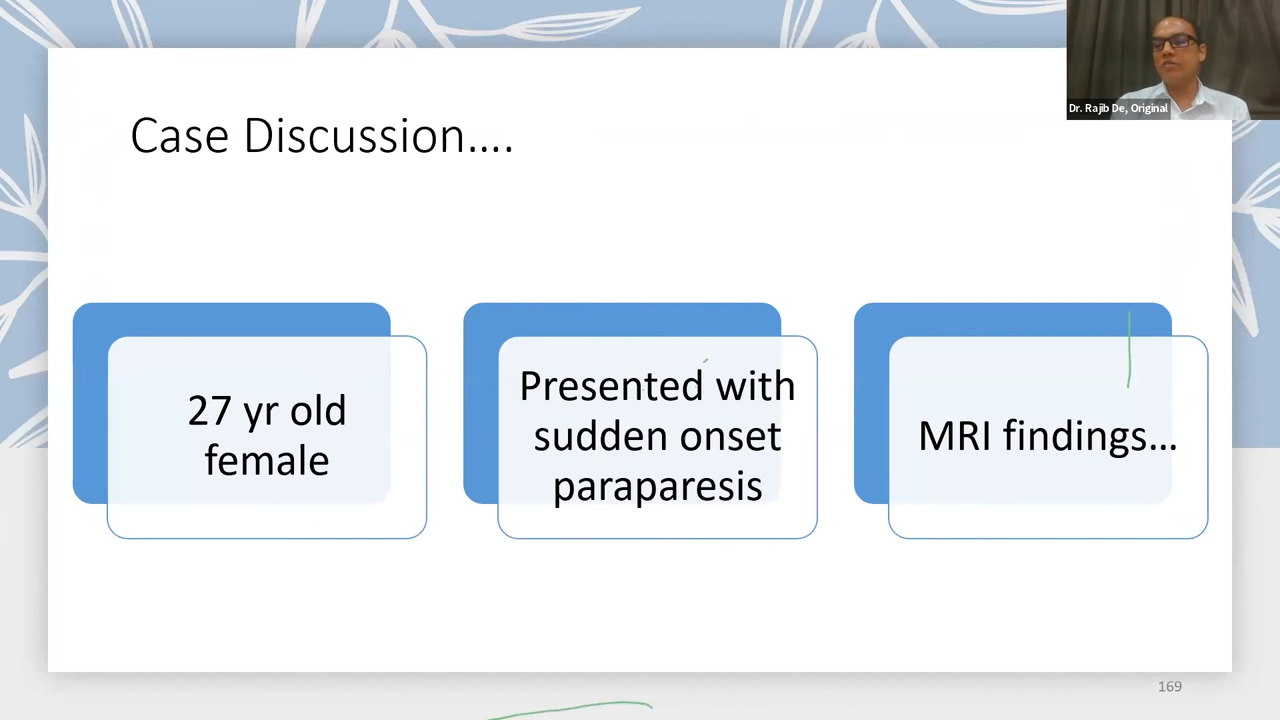 Dr. Rajib De, Original
Case Discussion....
27 yr old
female
Presented with
sudden onset
paraparesis
MRI findings...
169